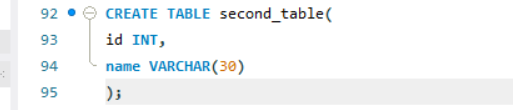 92 CREATE TABLE second_table(
93 id INT,
94 name VARCHAR(30)
95 );